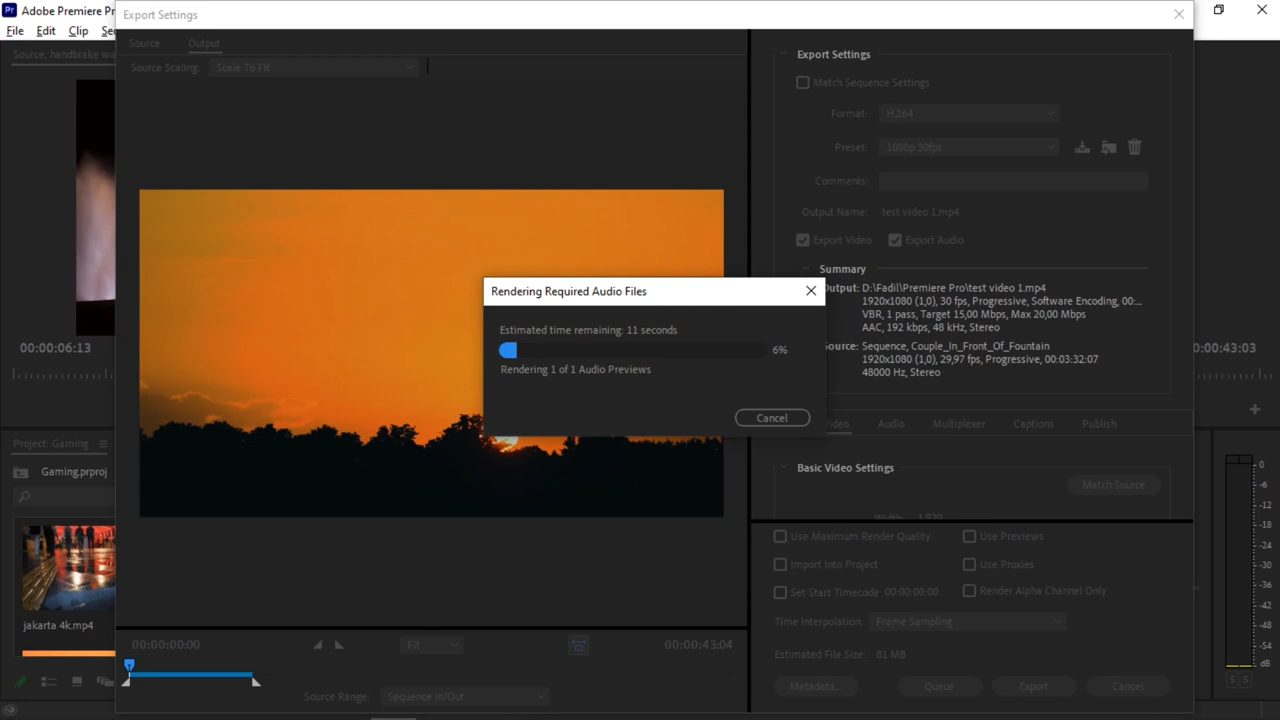 Adobe Premiere Pr
Export Settings
File Edit Clip Se
Source: handbrake wa
Source Output
Source Scaling: Scale To Fit
00:00:06:13
Export Settings
Match Sequence Settings
Format: H.264
Preset: 1080p 30fps
Comments:
Output Name: test video 1.mp4
Export Video Export Audio
Summary
Output: D:\Fadil\Premiere Pro\test video 1.mp4
1920x1080 (1,0), 30 fps, Progressive, Software Encoding, 00:...
VBR, 1 pass, Target 15,00 Mbps, Max 20,00 Mbps
AAC, 192 kbps, 48 kHz, Stereo
Source: Sequence, Couple_In_Front_Of_Fountain
1920x1080 (1,0), 29,97 fps, Progressive, 00:03:32:07
48000 Hz, Stereo
Rendering Required Audio Files
Estimated time remaining: 11 seconds
6%
Rendering 1 of 1 Audio Previews
Cancel
0:00:43:03
Video Audio Multiplexer Captions Publish
Basic Video Settings
Match Source
Width: 1.920
Use Maximum Render Quality Use Previews
Import Into Project Use Proxies
Set Start Timecode 00:00:00:00 Render Alpha Channel Only
Time Interpolation: Frame Sampling
Estimated File Size: 81 MB
Metadata... Queue Export Cancel
Project: Gaming
Gaming.prproj
jakarta 4k.mp4
00:00:00:00 Fit 00:00:43:04
Source Range: Sequence In/Out
0
-6
-12
-18
-24
-30
-36
-42
-48
-54
dB
S S